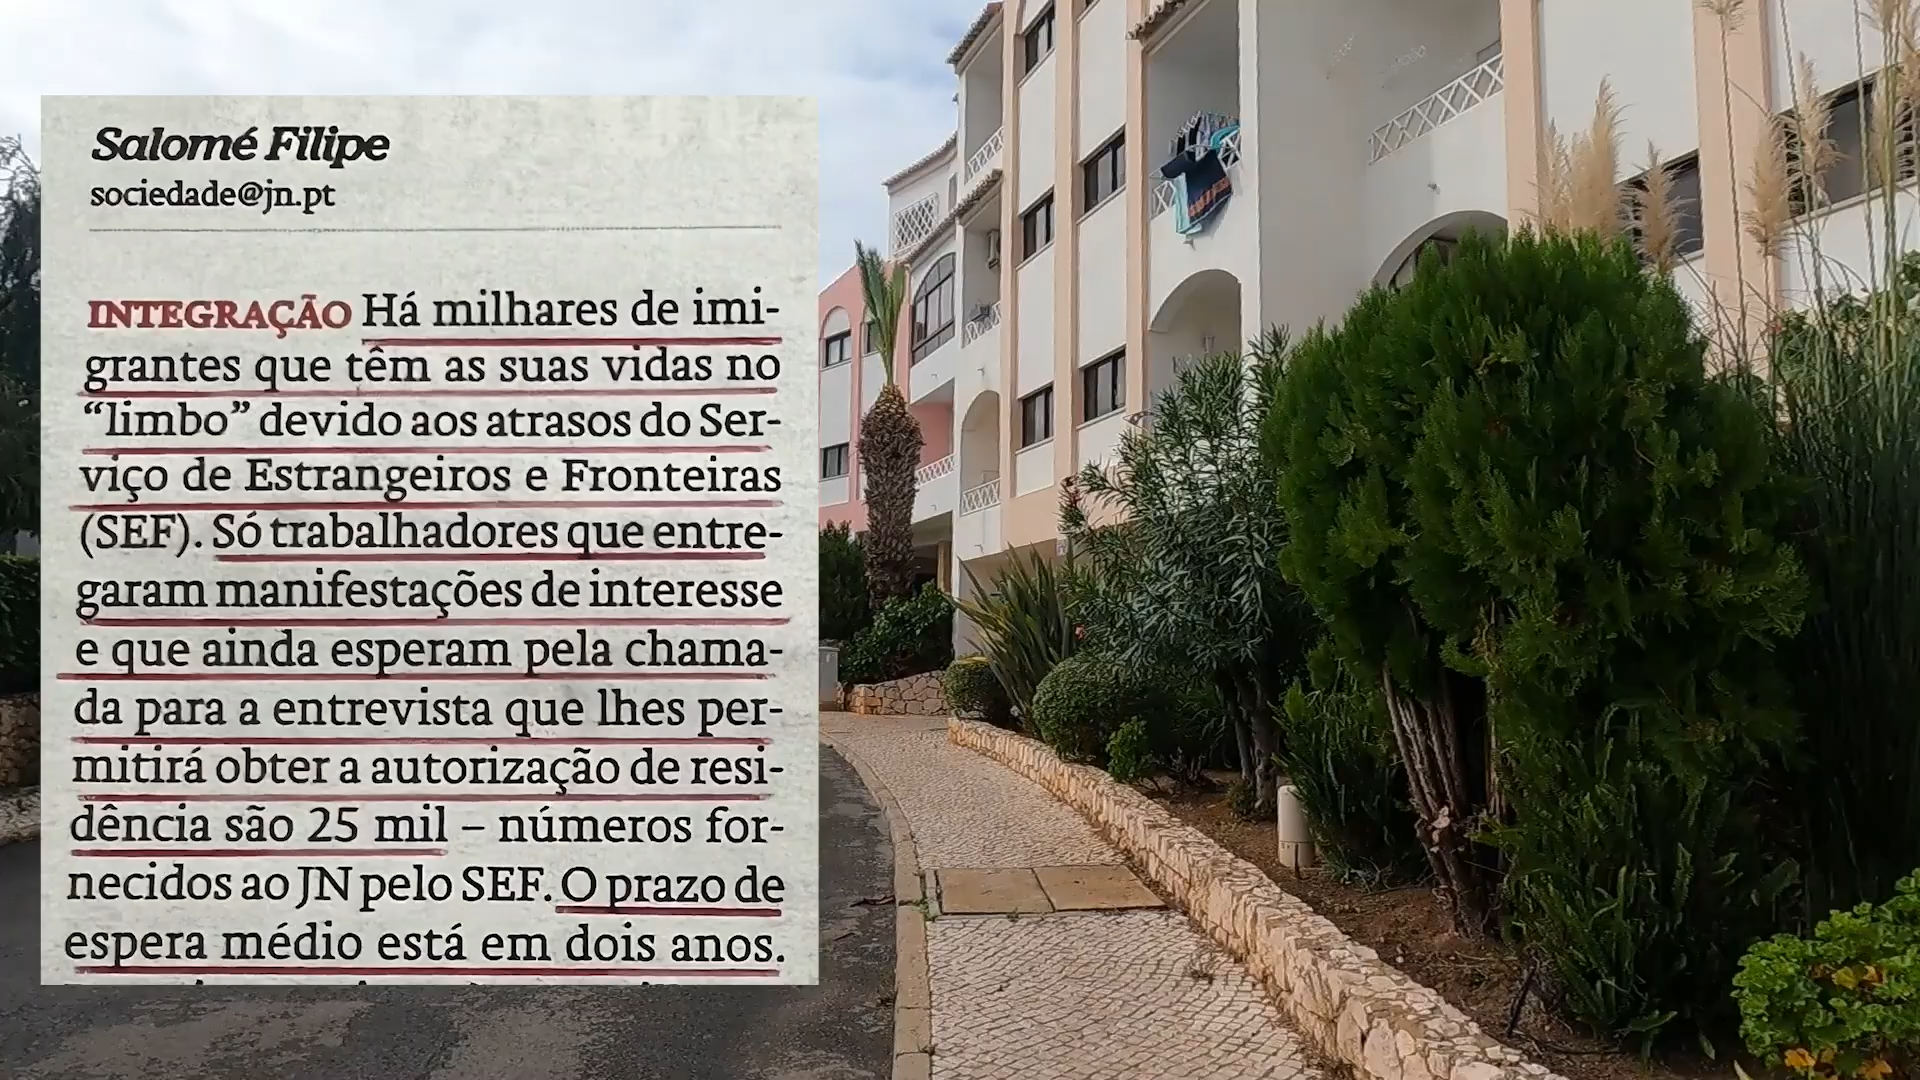 Salomé Filipe
sociedade@jn.pt
INTEGRAÇÃO Há milhares de imi-
grantes que têm as suas vidas no
“limbo” devido aos atrasos do Ser-
viço de Estrangeiros e Fronteiras
(SEF). Só trabalhadores que entre-
garam manifestações de interesse
e que ainda esperam pela chama-
da para a entrevista que lhes per-
mitirá obter a autorização de resi-
dência são 25 mil – números for-
necidos ao JN pelo SEF. O prazo de
espera médio está em dois anos.